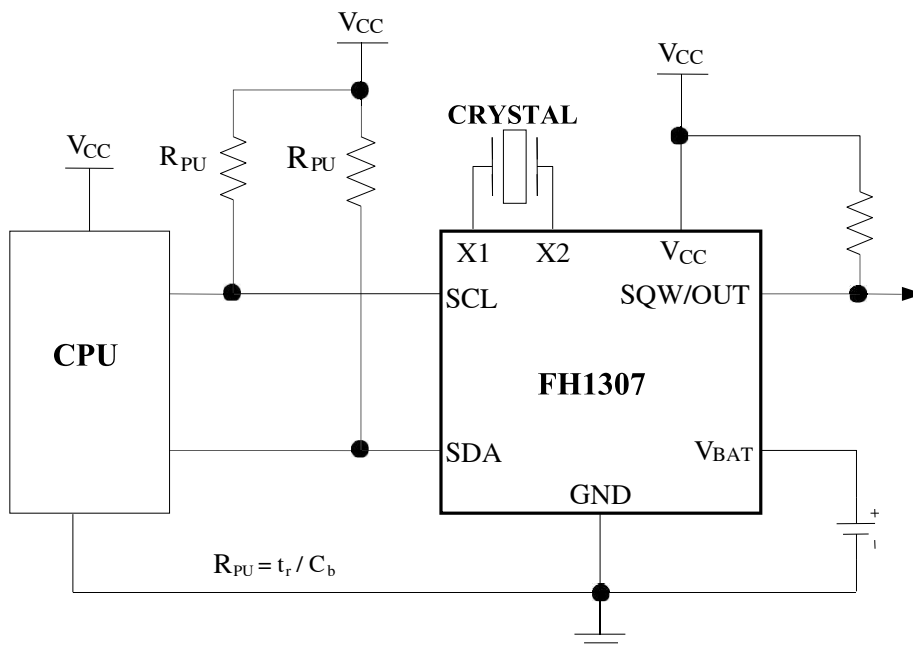 VCC
VCC
CRYSTAL
VCC
RPU
RPU
X1
X2
VCC
SCL
SQW/OUT
CPU
FH1307
SDA
VBAT
GND
+
-
RPU = tr / Cb